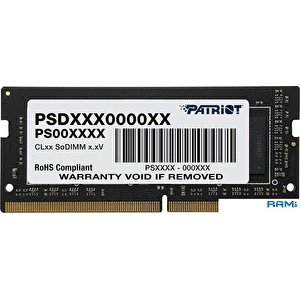 PATRIOT
PSDXXX0000XX
PS00XXXX
CLxx SoDIMM x.xV
RoHS Compliant
PSXXXX - 000XXX
WARRANTY VOID IF REMOVED
RAM